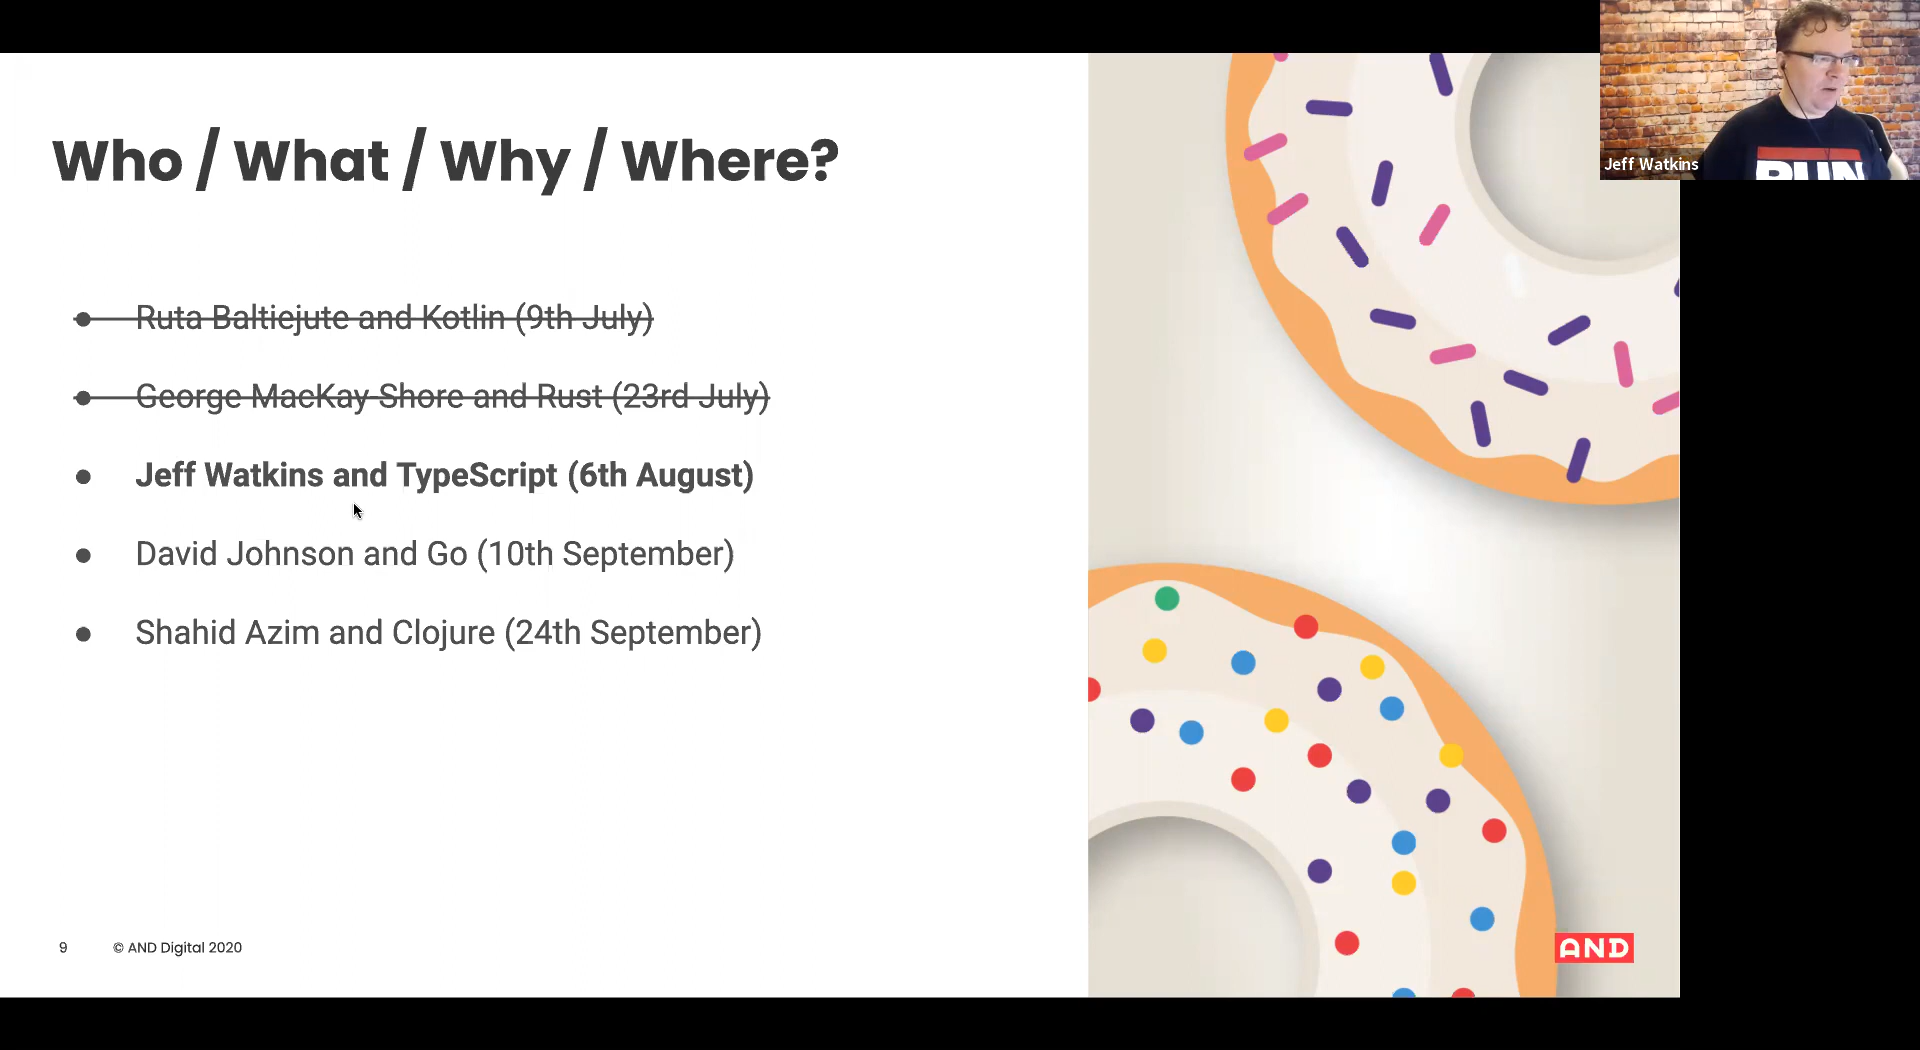 Who / What / Why / Where?
Jeff Watkins
RUN
Ruta Baltiejute and Kotlin (9th July)
George MacKay-Shore and Rust (23rd July)
Jeff Watkins and TypeScript (6th August)
David Johnson and Go (10th September)
Shahid Azim and Clojure (24th September)
9
© AND Digital 2020
AND